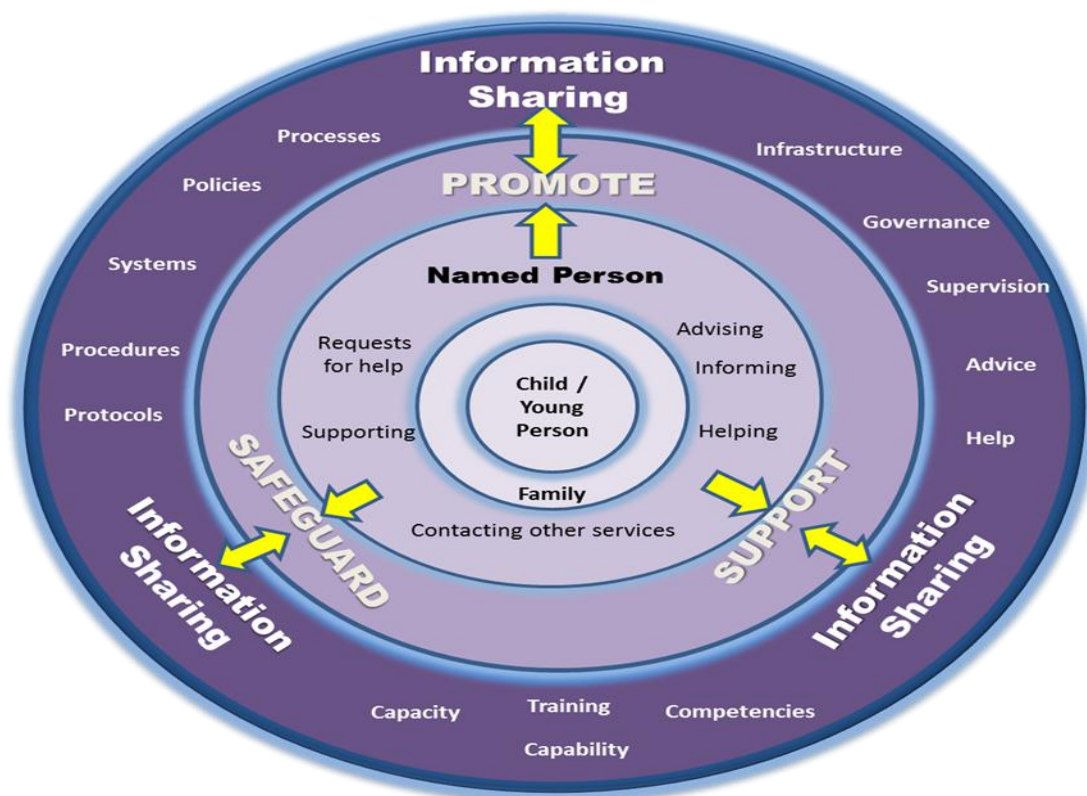 Information
Sharing
Processes
Infrastructure
Policies
PROMOTE
Governance
Systems
Named Person
Supervision
Requests
for help
Advising
Procedures
Informing
Advice
Child /
Young
Person
Protocols
Supporting
Helping
Help
SAFEGUARD
Family
SUPPORT
Contacting other services
Information
Sharing
Information
Sharing
Capacity
Training
Competencies
Capability